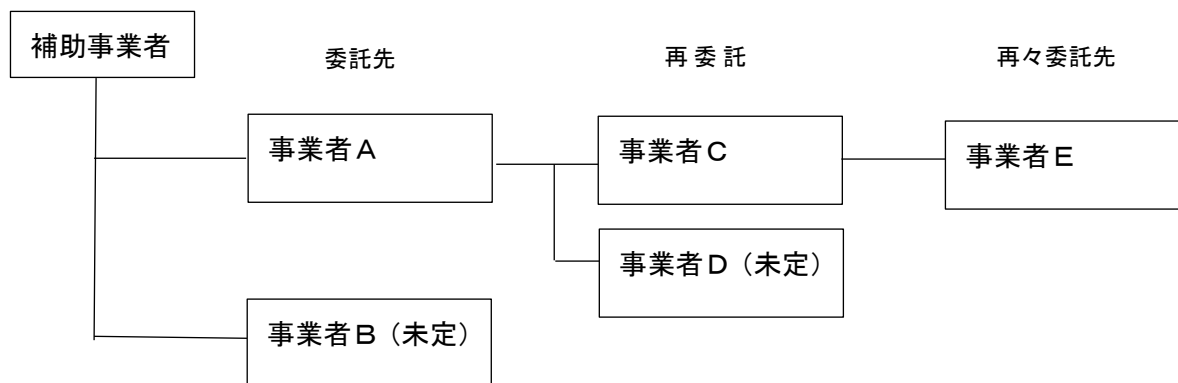 補助事業者
委託先
再委託
再々委託先
事業者A
事業者C
事業者E
事業者D（未定）
事業者B（未定）